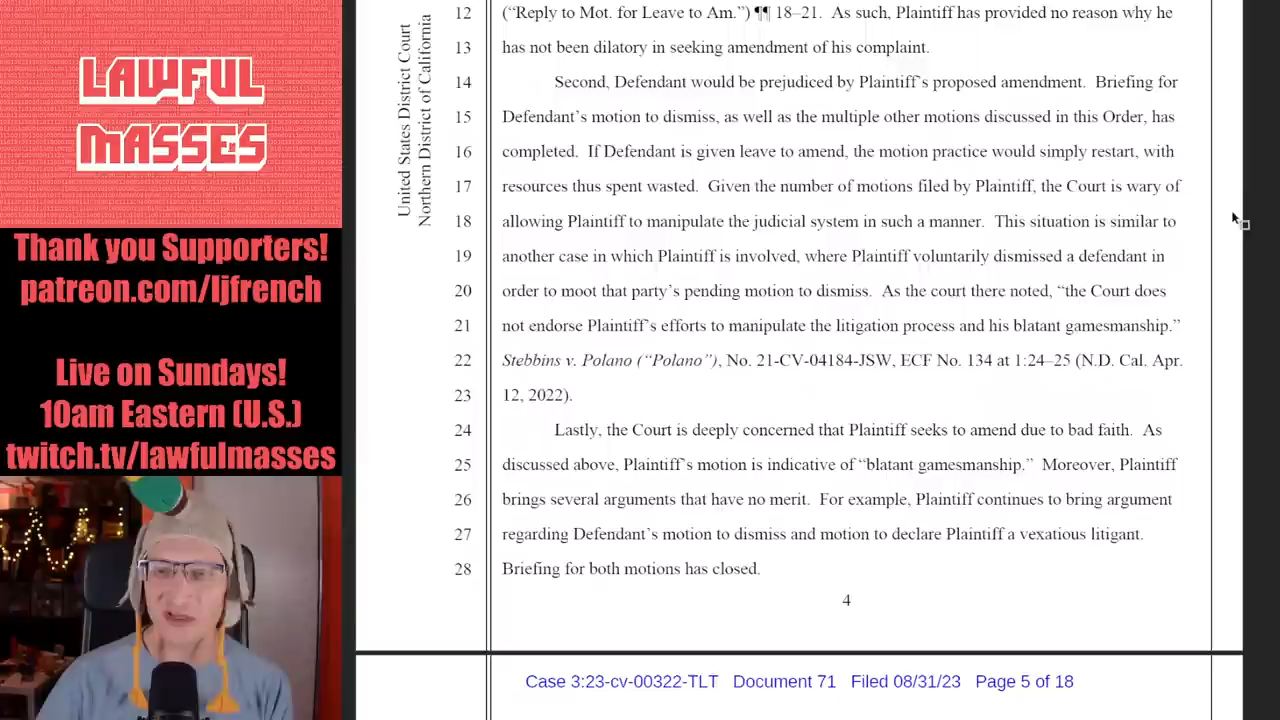 LAWFUL
MASSES
Thank you Supporters!
patreon.com/ljfrench
Live on Sundays!
10am Eastern (U.S.)
twitch.tv/lawfulmasses
United States District Court
Northern District of California
12 (“Reply to Mot. for Leave to Am.”) ¶¶ 18–21. As such, Plaintiff has provided no reason why he
13 has not been dilatory in seeking amendment of his complaint.
14 Second, Defendant would be prejudiced by Plaintiff’s proposed amendment. Briefing for
15 Defendant’s motion to dismiss, as well as the multiple other motions discussed in this Order, has
16 completed. If Defendant is given leave to amend, the motion practice would simply restart, with
17 resources thus spent wasted. Given the number of motions filed by Plaintiff, the Court is wary of
18 allowing Plaintiff to manipulate the judicial system in such a manner. This situation is similar to
19 another case in which Plaintiff is involved, where Plaintiff voluntarily dismissed a defendant in
20 order to moot that party’s pending motion to dismiss. As the court there noted, “the Court does
21 not endorse Plaintiff’s efforts to manipulate the litigation process and his blatant gamesmanship.”
22 Stebbins v. Polano (“Polano”), No. 21-CV-04184-JSW, ECF No. 134 at 1:24–25 (N.D. Cal. Apr.
23 12, 2022).
24 Lastly, the Court is deeply concerned that Plaintiff seeks to amend due to bad faith. As
25 discussed above, Plaintiff’s motion is indicative of “blatant gamesmanship.” Moreover, Plaintiff
26 brings several arguments that have no merit. For example, Plaintiff continues to bring argument
27 regarding Defendant’s motion to dismiss and motion to declare Plaintiff a vexatious litigant.
28 Briefing for both motions has closed.
4
Case 3:23-cv-00322-TLT Document 71 Filed 08/31/23 Page 5 of 18